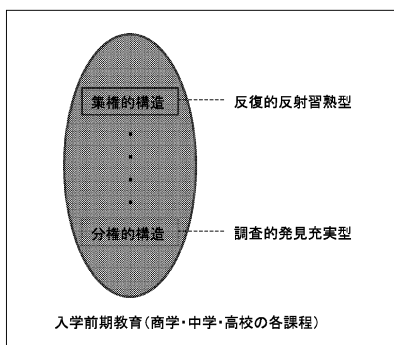 集権的構造 反復的反射習熟型
分権的構造 調査的発見充実型
入学前期教育(商学・中学・高校の各課程)